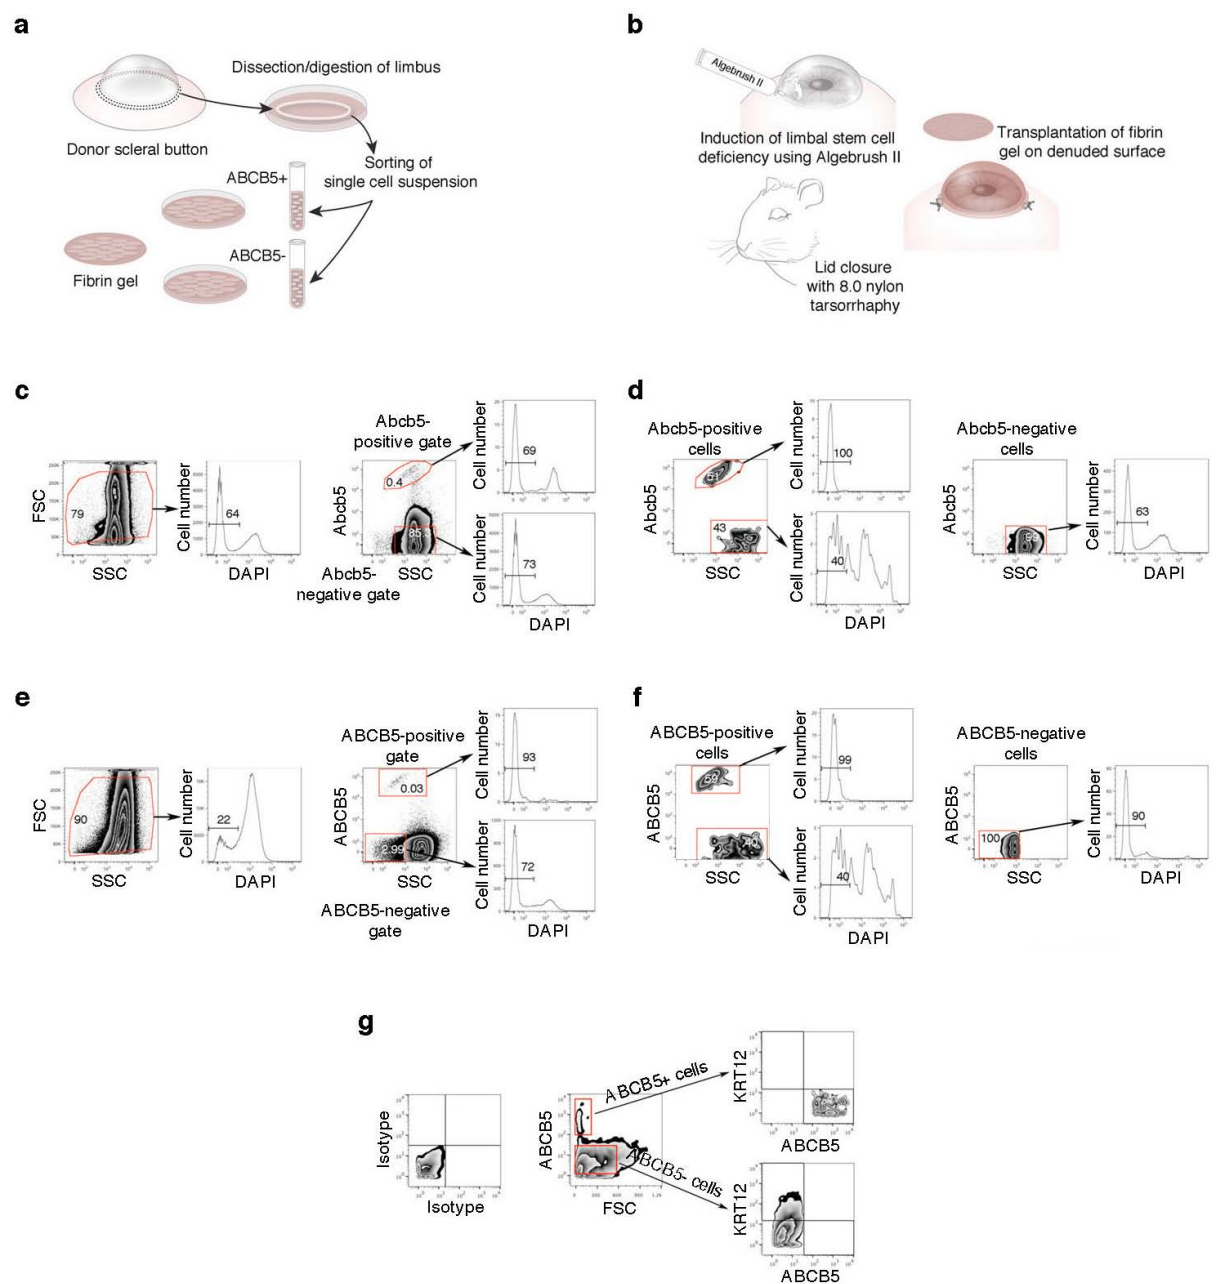 a
Dissection/digestion of limbus
Donor scleral button
Sorting of
single cell suspension
ABCB5+
ABCB5-
Fibrin gel
b
Algebrush II
Induction of limbal stem cell
deficiency using Algebrush II
Transplantation of fibrin
gel on denuded surface
Lid closure
with 8.0 nylon
tarsorrhaphy
c
FSC
79
SSC
Cell number
64
DAPI
Abcb5-
positive gate
Abcb5
0.4
SSC
Abcb5-
negative gate
Cell number
69
Cell number
73
DAPI
d
Abcb5-positive
cells
Abcb5
43
SSC
Cell number
100
Cell number
40
DAPI
Abcb5-negative
cells
Abcb5
SSC
Cell number
63
DAPI
e
FSC
90
SSC
Cell number
22
DAPI
ABCB5-positive
gate
ABCB5
0.03
2.99
SSC
ABCB5-negative
gate
Cell number
93
Cell number
72
DAPI
f
ABCB5-positive
cells
ABCB5
SSC
Cell number
99
Cell number
40
DAPI
ABCB5-negative
cells
ABCB5
100
SSC
Cell number
90
DAPI
g
Isotype
Isotype
ABCB5
FSC
ABCB5+ cells
ABCB5- cells
KRT12
ABCB5
KRT12
ABCB5